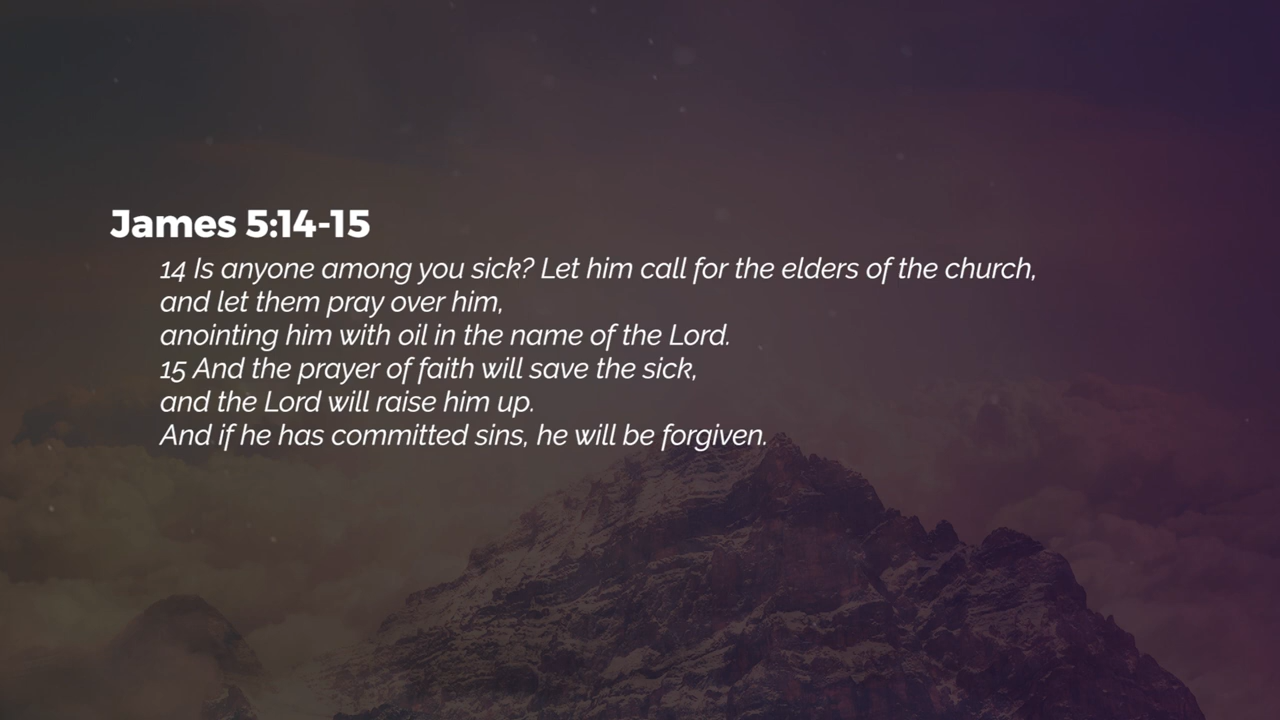 James 5:14-15
14 Is anyone among you sick? Let him call for the elders of the church,
and let them pray over him,
anointing him with oil in the name of the Lord.
15 And the prayer of faith will save the sick,
and the Lord will raise him up.
And if he has committed sins, he will be forgiven.